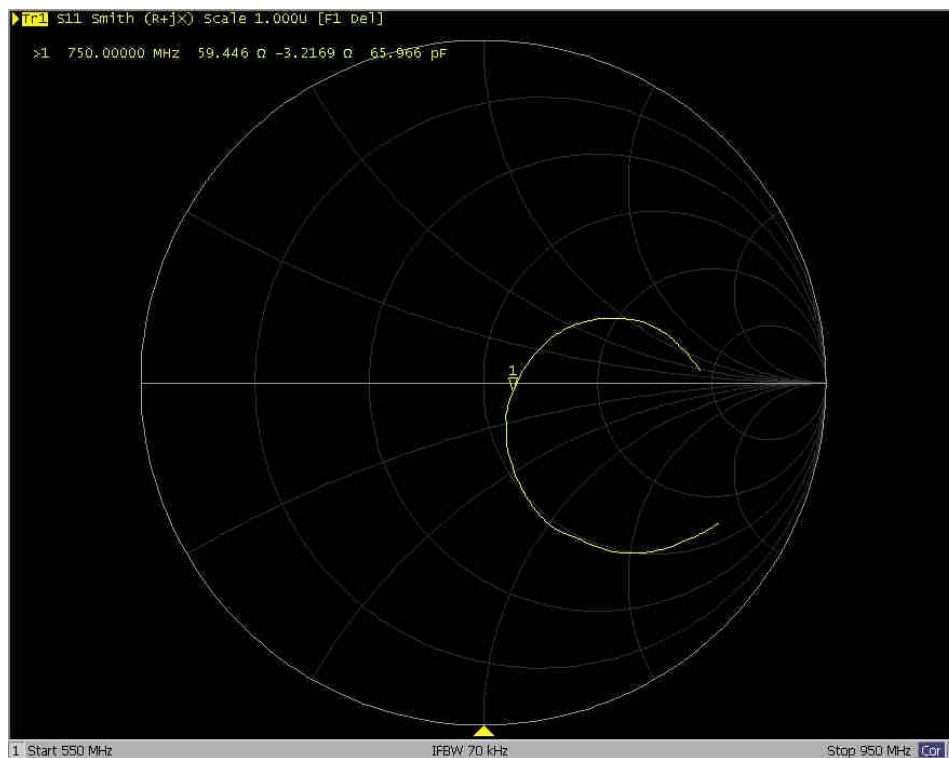 Tr1 S11 Smith (R+jX) Scale 1.000U [F1 Del]
>1 750.00000 MHz 59.446 Ω -3.2169 Ω 65.966 pF
1
1 Start 550 MHz IFBW 70 kHz Stop 950 MHz Cor